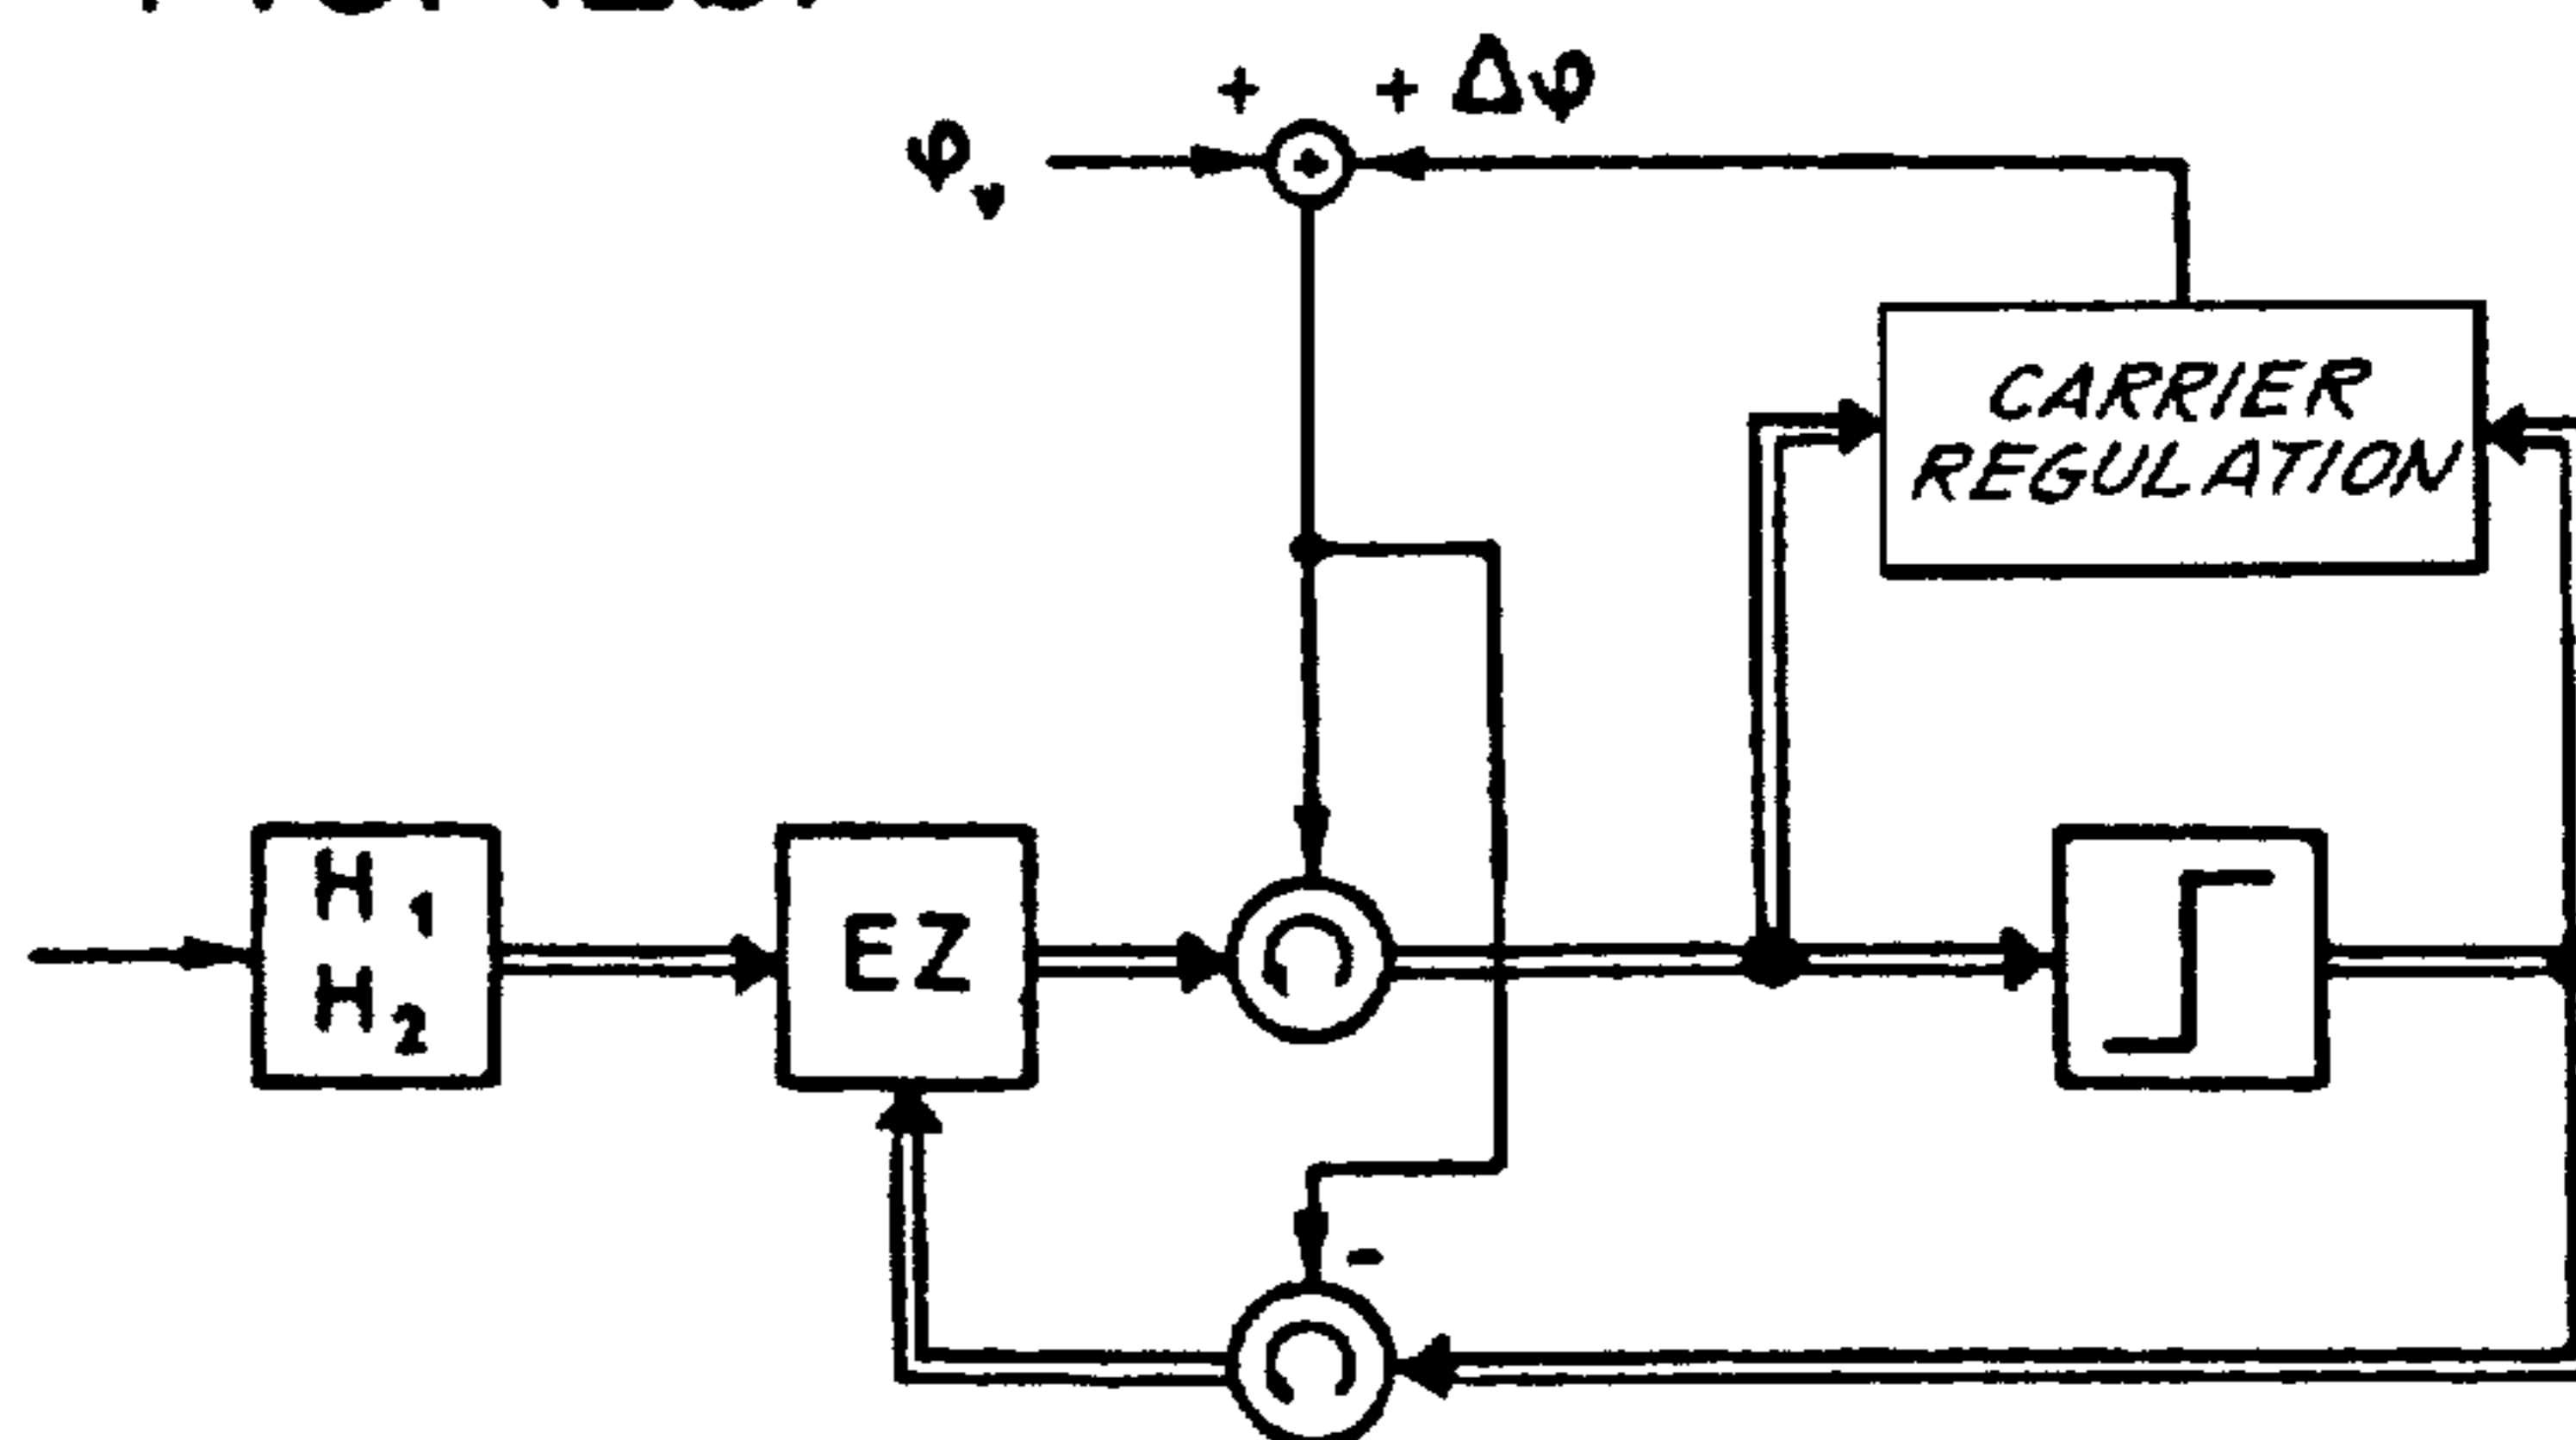 + + Δφ
φv
CARRIER
REGULATION
H1
EZ
H2
-